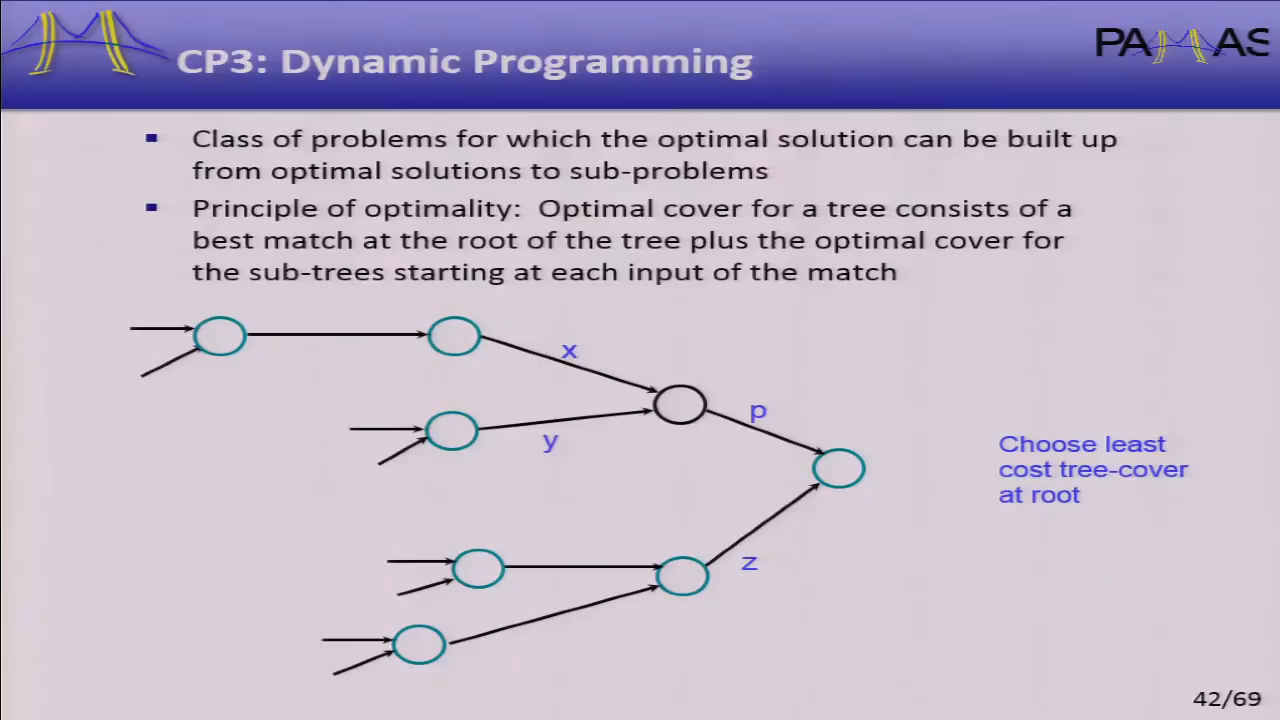 CP3: Dynamic Programming
PAMAS
Class of problems for which the optimal solution can be built up
from optimal solutions to sub-problems
Principle of optimality: Optimal cover for a tree consists of a
best match at the root of the tree plus the optimal cover for
the sub-trees starting at each input of the match
x
y
p
z
Choose least
cost tree-cover
at root
42/69